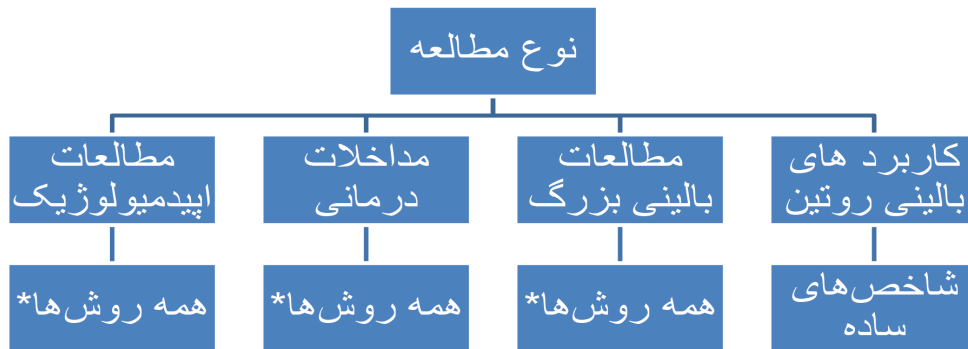 نوع مطالعه
کاربرد های
بالینی روتین
مطالعات
بالینی بزرگ
مداخلات
درمانی
مطالعات
اپیدمیولوژیک
شاخص‌های
ساده
همه روش‌ها*
همه روش‌ها*
همه روش‌ها*